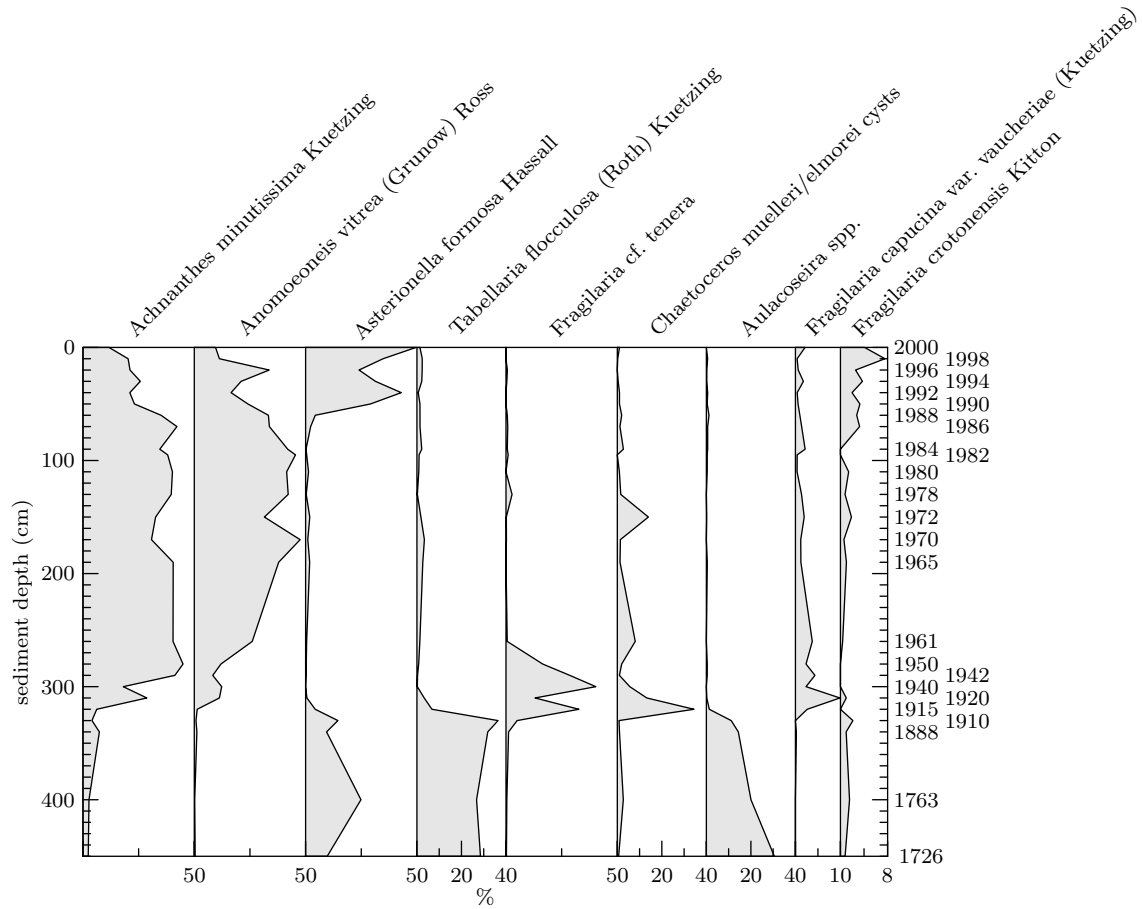 Achnanthes minutissima Kuetzing
Anomoeoneis vitrea (Grunow) Ross
Asterionella formosa Hassall
Tabellaria flocculosa (Roth) Kuetzing
Fragilaria cf. tenera
Chaetoceros muelleri/elmorei cysts
Aulacoseira spp.
Fragilaria capucina var. vaucheriae (Kuetzing)
Fragilaria crotonensis Kitton
sediment depth (cm)
0
100
200
300
400
2000
1998
1996
1994
1992
1990
1988
1986
1984
1982
1980
1978
1972
1970
1965
1961
1950
1942
1940
1920
1915
1910
1888
1763
1726
50 50 50 20 40 50 20 40 20 40 10 8
%